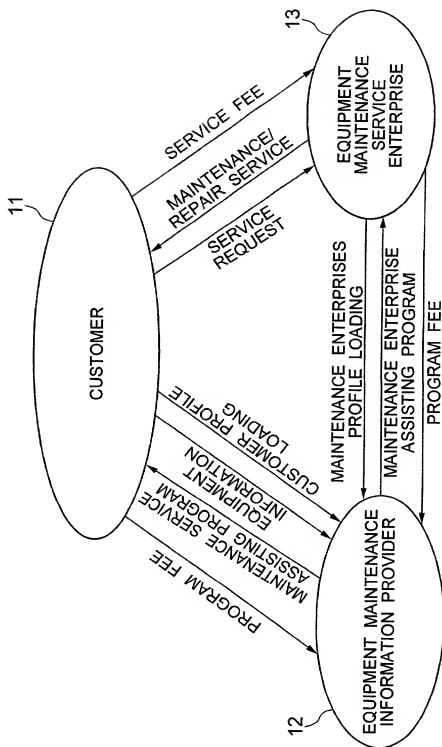 11
CUSTOMER
13
EQUIPMENT
MAINTENANCE
SERVICE
ENTERPRISE
12
EQUIPMENT MAINTENANCE
INFORMATION PROVIDER
SERVICE FEE
MAINTENANCE/
REPAIR SERVICE
SERVICE
REQUEST
CUSTOMER PROFILE
LOADING
EQUIPMENT
INFORMATION
MAINTENANCE SERVICE
ASSISTING PROGRAM
PROGRAM FEE
MAINTENANCE ENTERPRISES
PROFILE LOADING
MAINTENANCE ENTERPRISE
ASSISTING PROGRAM
PROGRAM FEE